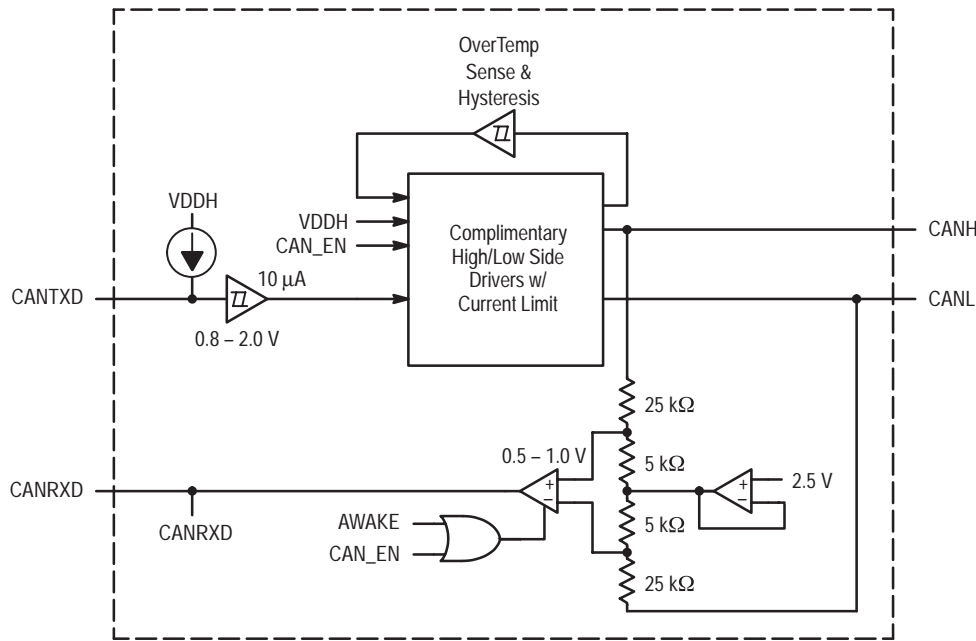 OverTemp
Sense &
Hysteresis
VDDH
VDDH
CAN_EN
Complimentary
High/Low Side
Drivers w/
Current Limit
CANH
10 μA
CANTXD
CANL
0.8 – 2.0 V
25 kΩ
0.5 – 1.0 V
5 kΩ
+
–
2.5 V
+
–
CANRXD
CANRXD
AWAKE
5 kΩ
CAN_EN
25 kΩ